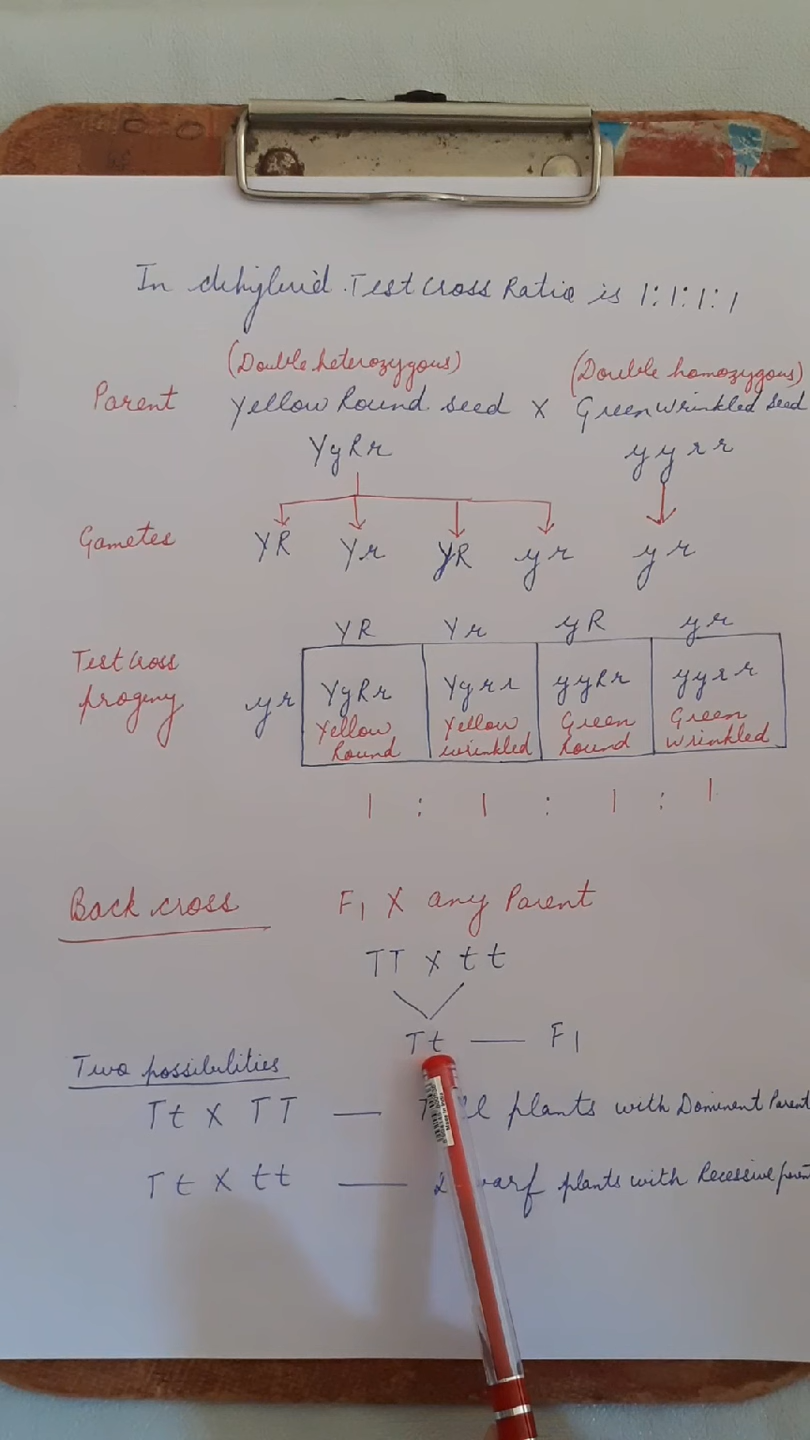 In dihybrid Test cross Ratio is 1:1:1:1
(Double heterozygous) (Double homozygous)
Parent Yellow Round seed X Green wrinkled seed
YyRr yyrr
Gametes YR Yr yR yr yr
YR Yr yR yr
Test cross progeny yr YyRr Yyrr yyRr yyrr
Yellow Round Yellow wrinkled Green Round Green wrinkled
1 : 1 : 1 : 1
Back cross F1 X any Parent
TT X tt
Tt — F1
Two possibilities
Tt X TT — plants with Dominent Parent
Tt X tt — plants with Recessive